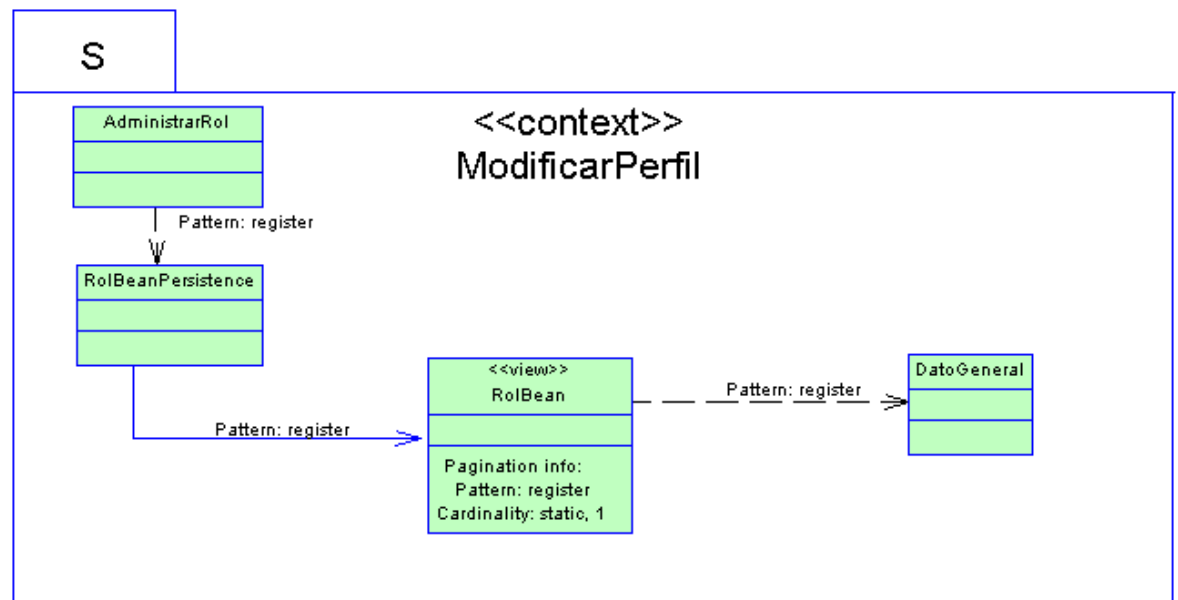 S
<<context>>
ModificarPerfil
AdministrarRol
Pattern: register
RolBeanPersistence
Pattern: register
<<view>>
RolBean
Pagination info:
Pattern: register
Cardinality: static, 1
Pattern: register
DatoGeneral